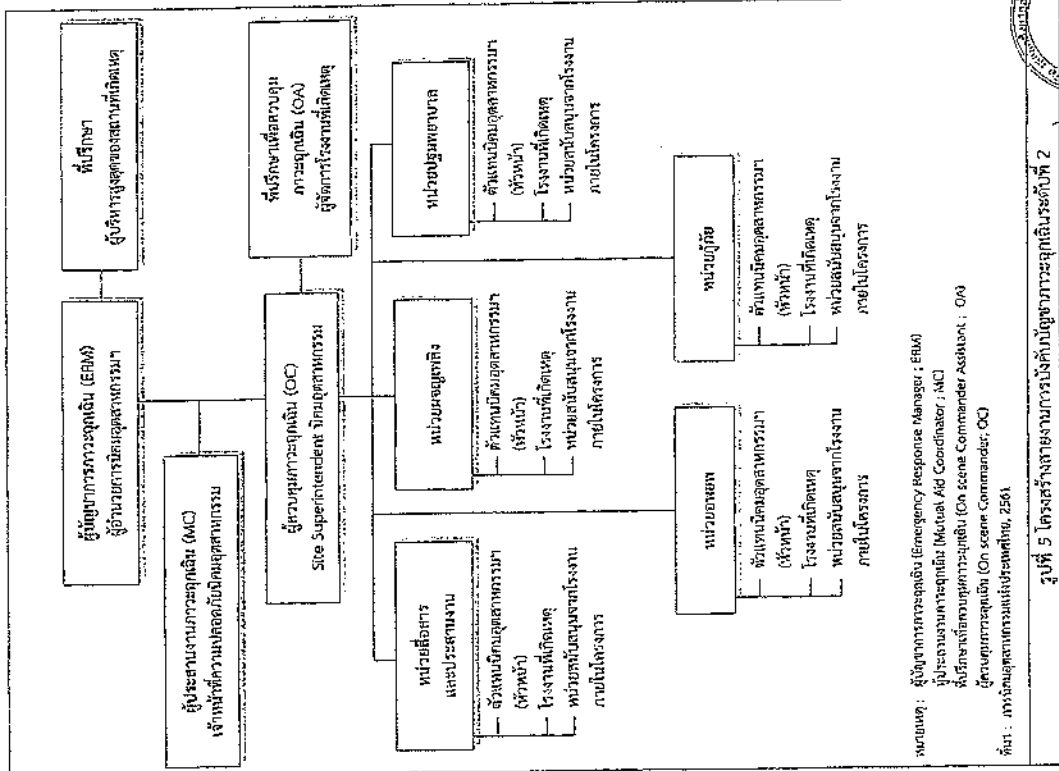 ผู้บัญชาการภาวะฉุกเฉิน (ERM)
ผู้อำนวยการนิคมอุตสาหกรรมฯ
ที่ปรึกษา
ผู้บริหารสูงสุดของสถานที่เกิดเหตุ
ผู้ประสานงานภาวะฉุกเฉิน (MC)
เจ้าหน้าที่ความปลอดภัยนิคมอุตสาหกรรม
ผู้ควบคุมภาวะฉุกเฉิน (OC)
Site Superintendent นิคมอุตสาหกรรม
ที่ปรึกษาเพื่อควบคุม
ภาวะฉุกเฉิน (OA)
ผู้จัดการโรงงานที่เกิดเหตุ
หน่วยสื่อสาร
และประสานงาน
ตัวแทนนิคมอุตสาหกรรมฯ
(หัวหน้า)
โรงงานที่เกิดเหตุ
หน่วยสนับสนุนจากโรงงาน
ภายในโครงการ
หน่วยผจญเพลิง
ตัวแทนนิคมอุตสาหกรรมฯ
(หัวหน้า)
โรงงานที่เกิดเหตุ
หน่วยสนับสนุนจากโรงงาน
ภายในโครงการ
หน่วยปฐมพยาบาล
ตัวแทนนิคมอุตสาหกรรมฯ
(หัวหน้า)
โรงงานที่เกิดเหตุ
หน่วยสนับสนุนจากโรงงาน
ภายในโครงการ
หน่วยอพยพ
ตัวแทนนิคมอุตสาหกรรมฯ
(หัวหน้า)
โรงงานที่เกิดเหตุ
หน่วยสนับสนุนจากโรงงาน
ภายในโครงการ
หน่วยกู้ภัย
ตัวแทนนิคมอุตสาหกรรมฯ
(หัวหน้า)
โรงงานที่เกิดเหตุ
หน่วยสนับสนุนจากโรงงาน
ภายในโครงการ
หมายเหตุ : ผู้บัญชาการภาวะฉุกเฉิน (Emergency Response Manager ; ERM)
ผู้ประสานงานภาวะฉุกเฉิน (Mutual Aid Coordinator ; MC)
ที่ปรึกษาเพื่อควบคุมภาวะฉุกเฉิน (On scene Commander Assistant ; OA)
ผู้ควบคุมภาวะฉุกเฉิน (On scene Commander; OC)
ที่มา : การนิคมอุตสาหกรรมแห่งประเทศไทย, 2561
รูปที่ 5 โครงสร้างสายงานการบังคับบัญชาภาวะฉุกเฉินระดับที่ 2